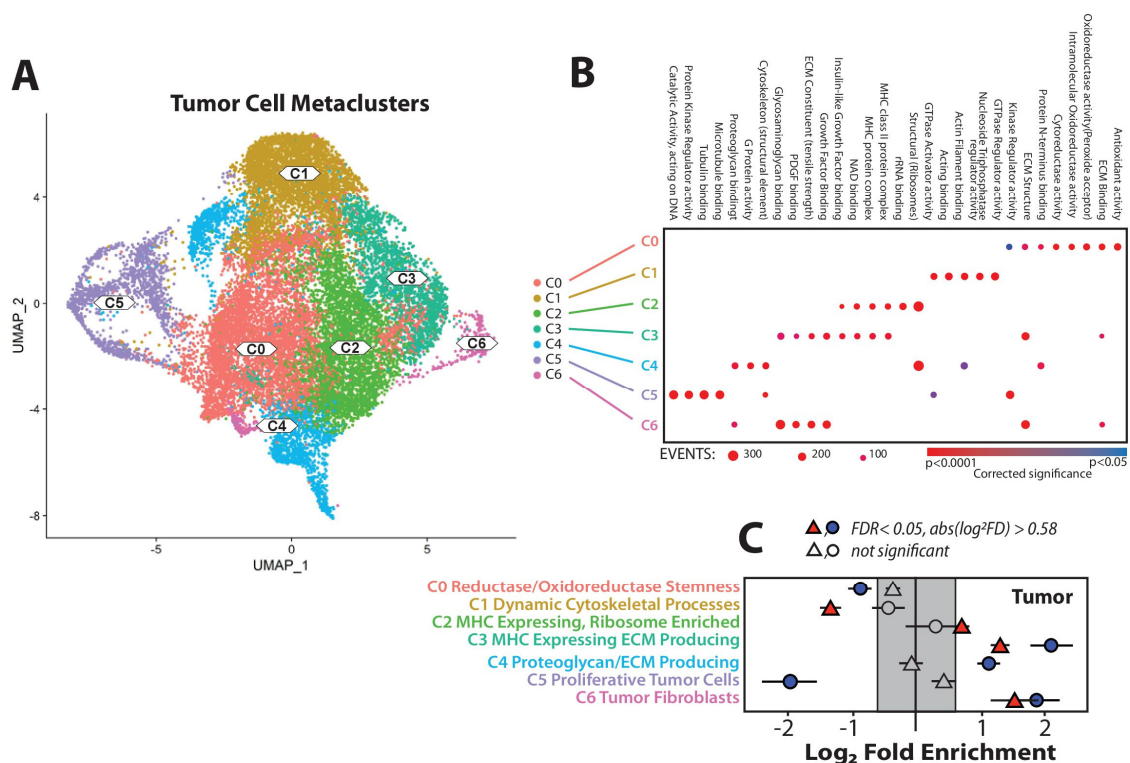 A
Tumor Cell Metaclusters
UMAP_2
4
0
-4
-8
-5
0
5
UMAP_1
C1
C3
C5
C0
C2
C6
C4
C0
C1
C2
C3
C4
C5
C6
B
Catalytic Activity, acting on DNA
Protein Kinase Regulator activity
Tubulin binding
Microtubule binding
Proteoglycan bindingt
G Protein activity
Cytoskeleton (structural element)
Glycosaminoglycan binding
PDGF binding
ECM Constituent (tensile strength)
Growth Factor Binding
Insulin-like Growth Factor binding
NAD binding
MHC protein complex
MHC class II protein complex
rRNA binding
Structural (Ribosomes)
GTPase Activator activity
Acting binding
Actin Filament binding
Nucleoside Triphosphatase
regulator activity
GTPase Regulator activity
Kinase Regulator activity
ECM Structure
Protein N-terminus binding
Cytoreductase activity
Intramolecular Oxidoreductase activity
Oxidoreductase activity(Peroxide acceptor)
ECM Binding
Antioxidant activity
C0
C1
C2
C3
C4
C5
C6
EVENTS: 300 200 100
p<0.0001 p<0.05
Corrected significance
C
FDR< 0.05, abs(log²FD) > 0.58
not significant
Tumor
C0 Reductase/Oxidoreductase Stemness
C1 Dynamic Cytoskeletal Processes
C2 MHC Expressing, Ribosome Enriched
C3 MHC Expressing ECM Producing
C4 Proteoglycan/ECM Producing
C5 Proliferative Tumor Cells
C6 Tumor Fibroblasts
-2 -1 0 1 2
Log₂ Fold Enrichment